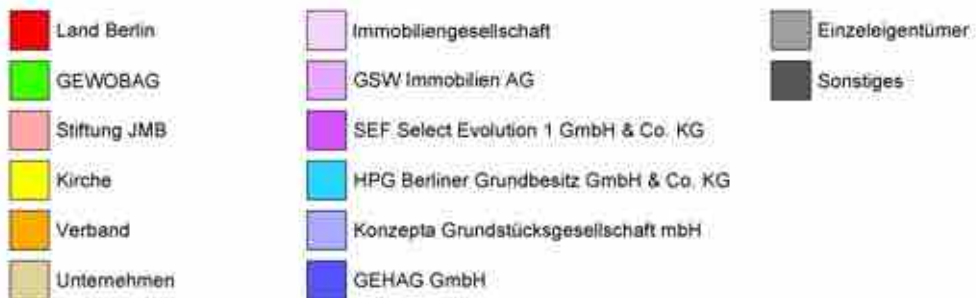 Land Berlin
GEWOBAG
Stiftung JMB
Kirche
Verband
Unternehmen
Immobiliengesellschaft
GSW Immobilien AG
SEF Select Evolution 1 GmbH & Co. KG
HPG Berliner Grundbesitz GmbH & Co. KG
Konzepta Grundstücksgesellschaft mbH
GEHAG GmbH
Einzeleigentümer
Sonstiges